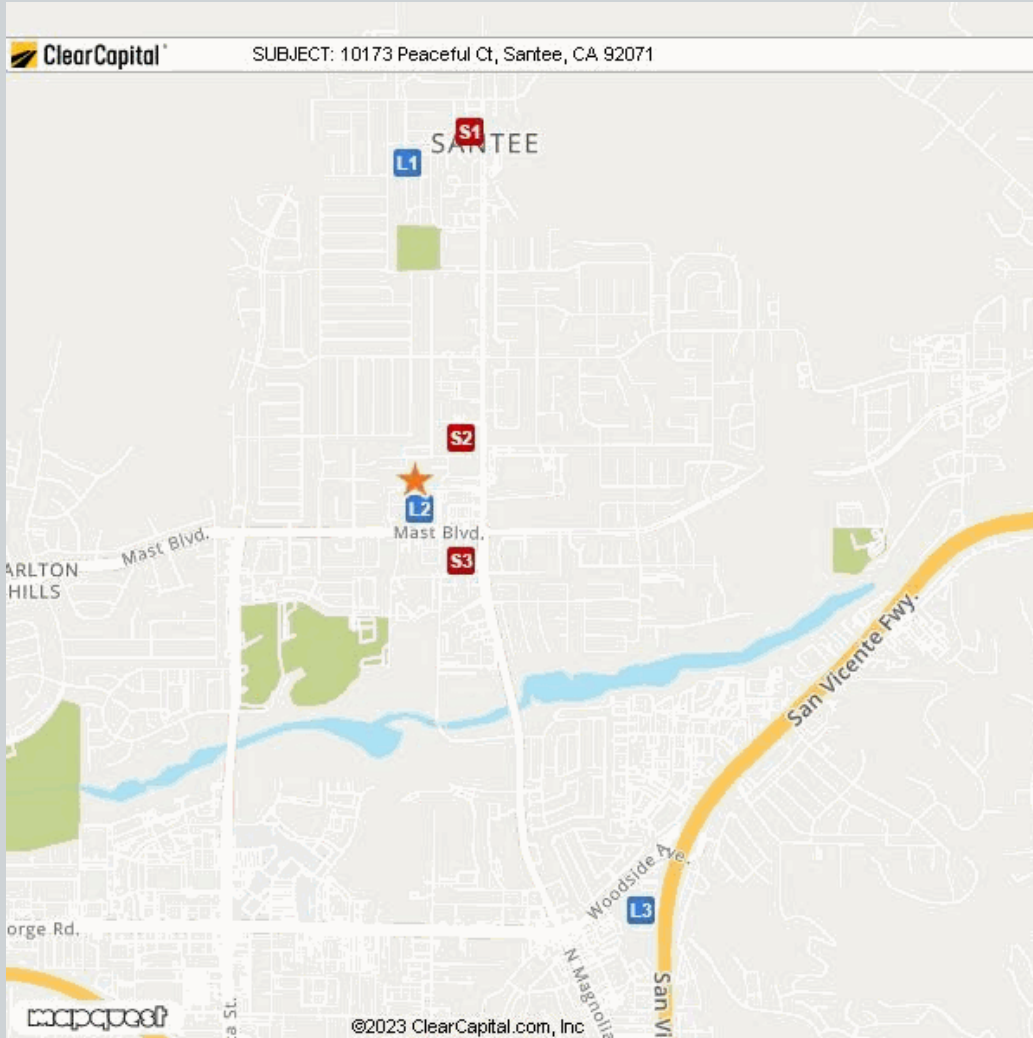 ClearCapital
SUBJECT: 10173 Peaceful Ct, Santee, CA 92071
S1
SANTEE
L1
S2
L2
Mast Blvd.
Mast Blvd.
S3
ARLTON
HILLS
San Vicente Fwy.
Woodside Ave.
L3
orge Rd.
N Magnolia
San Vi
a St.
mapquest
©2023 ClearCapital.com, Inc